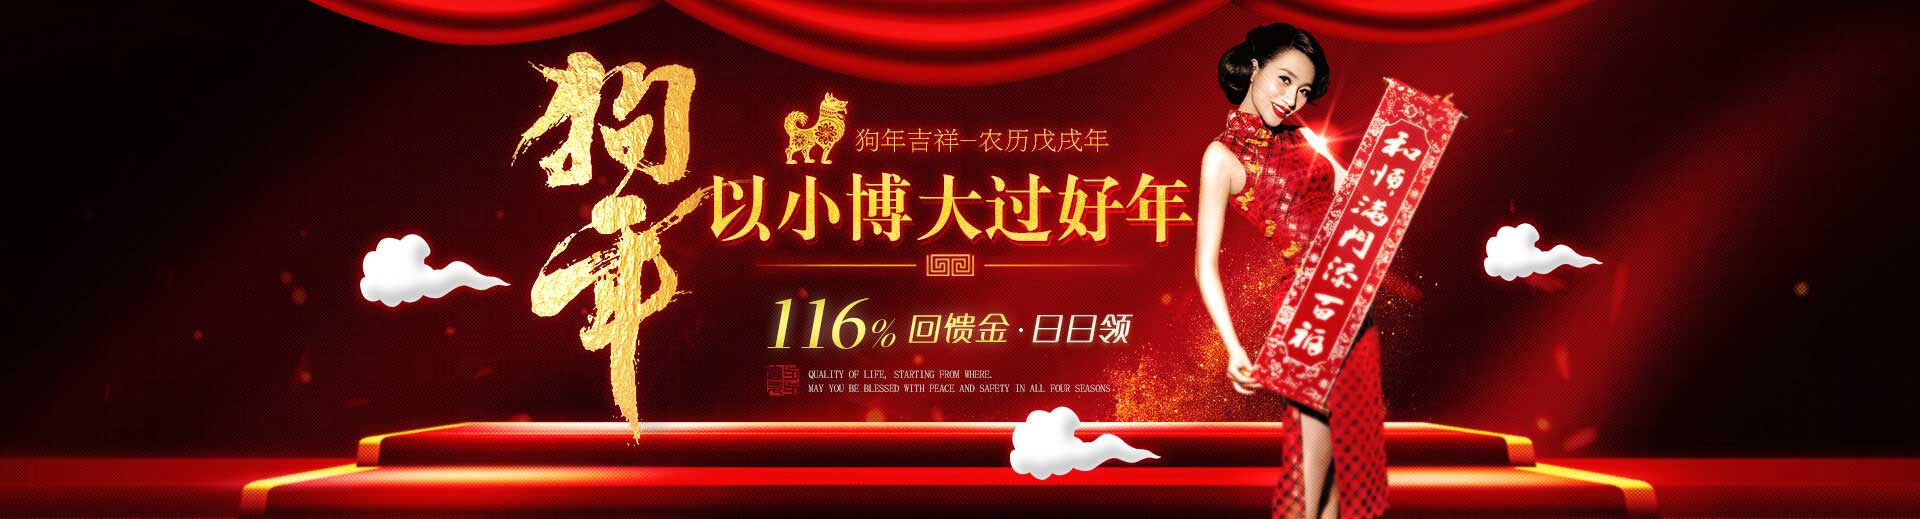 狗年
狗年吉祥-农历戊戌年
以小博大过好年
116% 回馈金·日日领
QUALITY OF LIFE, STARTING FROM WHERE.
MAY YOU BE BLESSED WITH PEACE AND SAFETY IN ALL FOUR SEASONS
和顺满门添百福